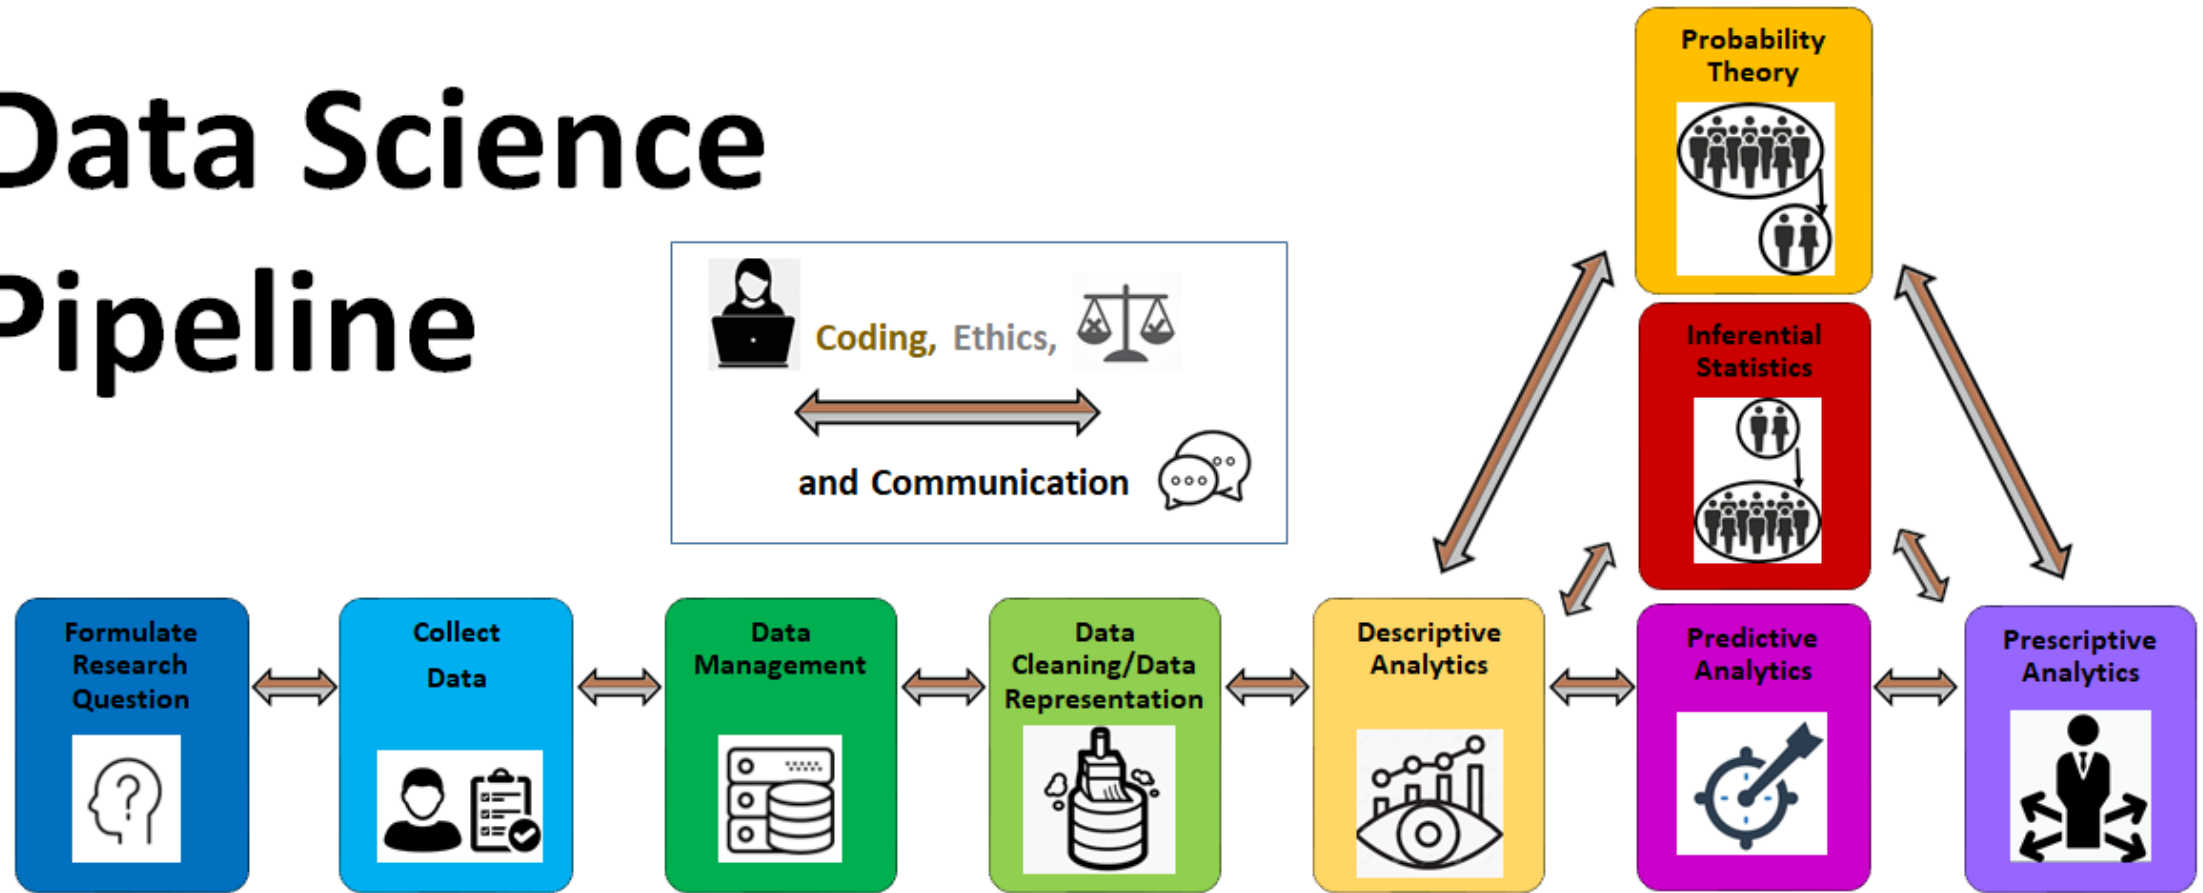 Data Science
Pipeline
Coding, Ethics,
and Communication
Probability
Theory
Inferential
Statistics
Formulate
Research
Question
Collect
Data
Data
Management
Data
Cleaning/Data
Representation
Descriptive
Analytics
Predictive
Analytics
Prescriptive
Analytics